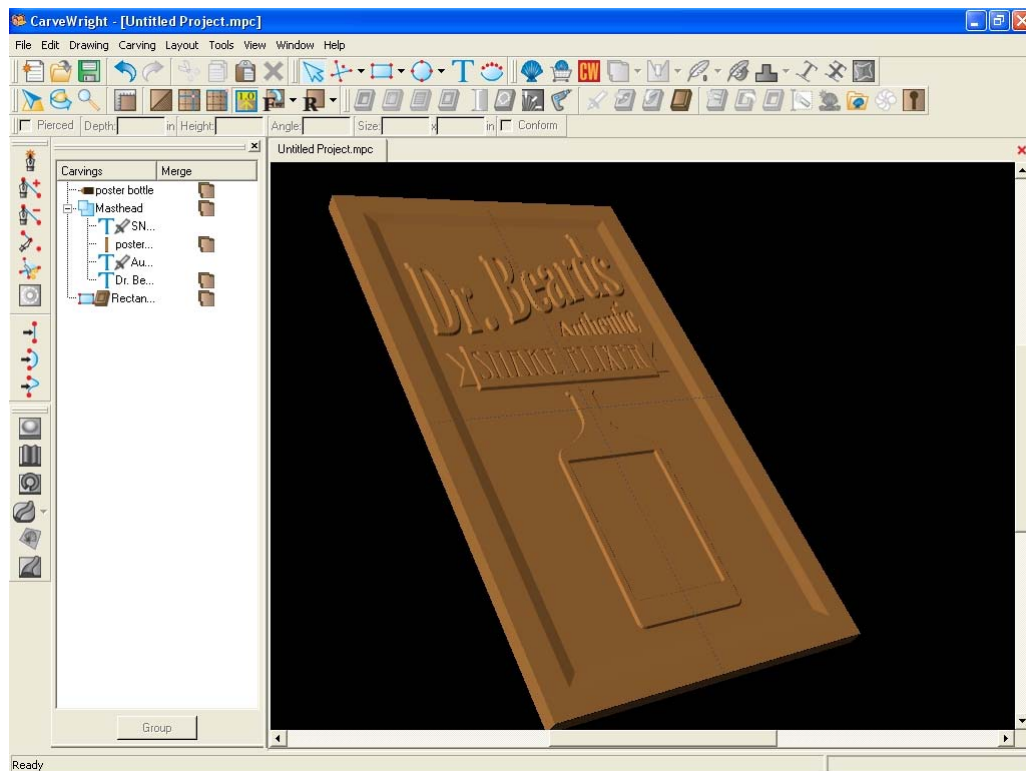 CarveWright - [Untitled Project.mpc]
File Edit Drawing Carving Layout Tools View Window Help
Pierced Depth: in Height: Angle: Size: x in Conform
Untitled Project.mpc
Carvings Merge
poster bottle
Masthead
SN...
poster...
Au...
Dr. Be...
Rectan...
Dr. Beards
Authentic
SNAKE ELIXER
Group
Ready